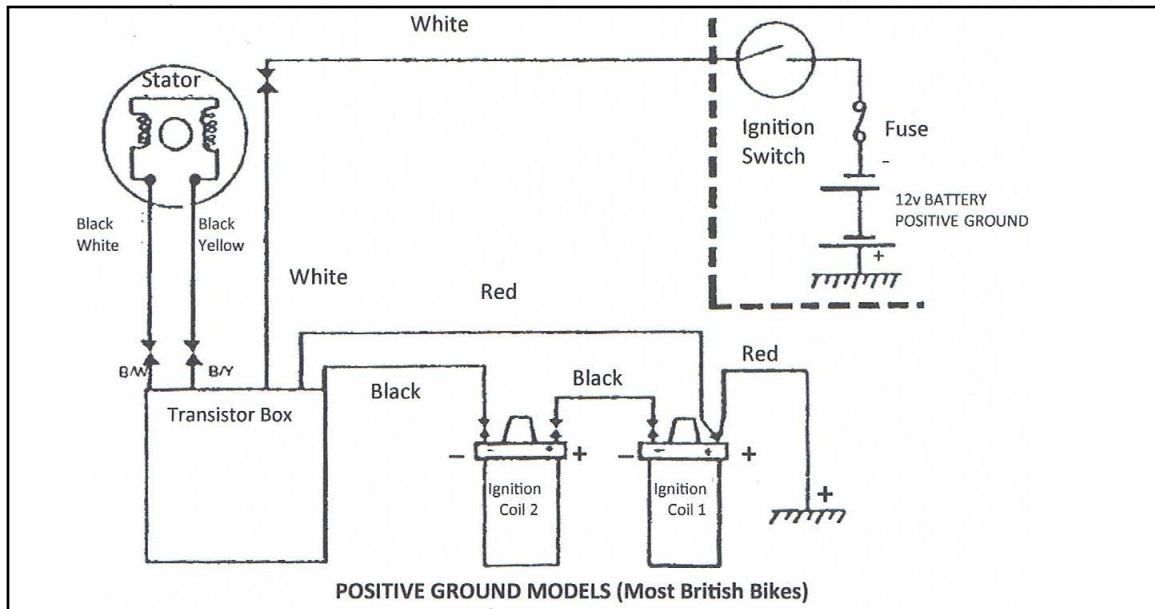 White
Stator
Ignition
Switch
Fuse
-
12v BATTERY
POSITIVE GROUND
+
Black
White
Black
Yellow
White
Red
Red
B/W
B/Y
Black
Black
Transistor Box
- - + +
- - + +
+
Ignition
Coil 2
Ignition
Coil 1
POSITIVE GROUND MODELS (Most British Bikes)